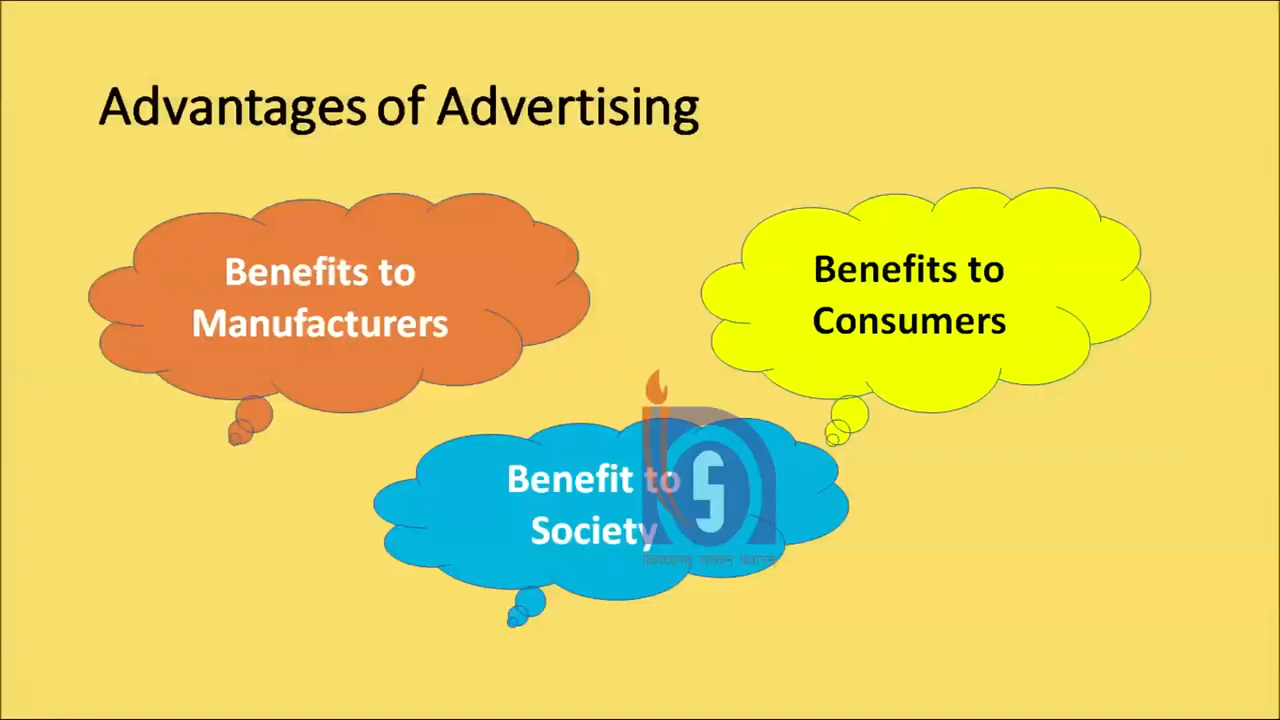 Advantages of Advertising
Benefits to
Manufacturers
Benefits to
Consumers
Benefit to
Society
S